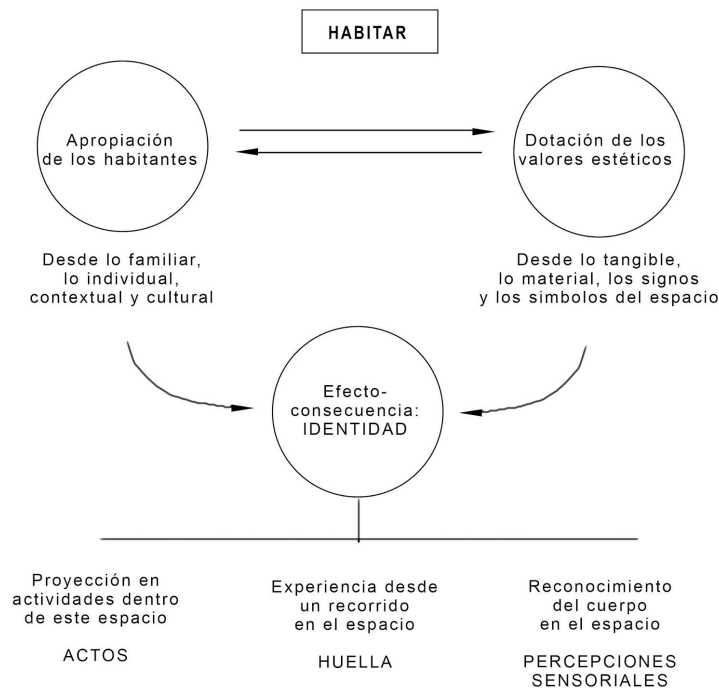 HABITAR
Apropiación
de los habitantes
Dotación de los
valores estéticos
Desde lo familiar,
lo individual,
contextual y cultural
Desde lo tangible,
lo material, los signos
y los simbolos del espacio
Efecto-
consecuencia:
IDENTIDAD
Proyección en
actividades dentro
de este espacio
ACTOS
Experiencia desde
un recorrido
en el espacio
HUELLA
Reconocimiento
del cuerpo
en el espacio
PERCEPCIONES
SENSORIALES